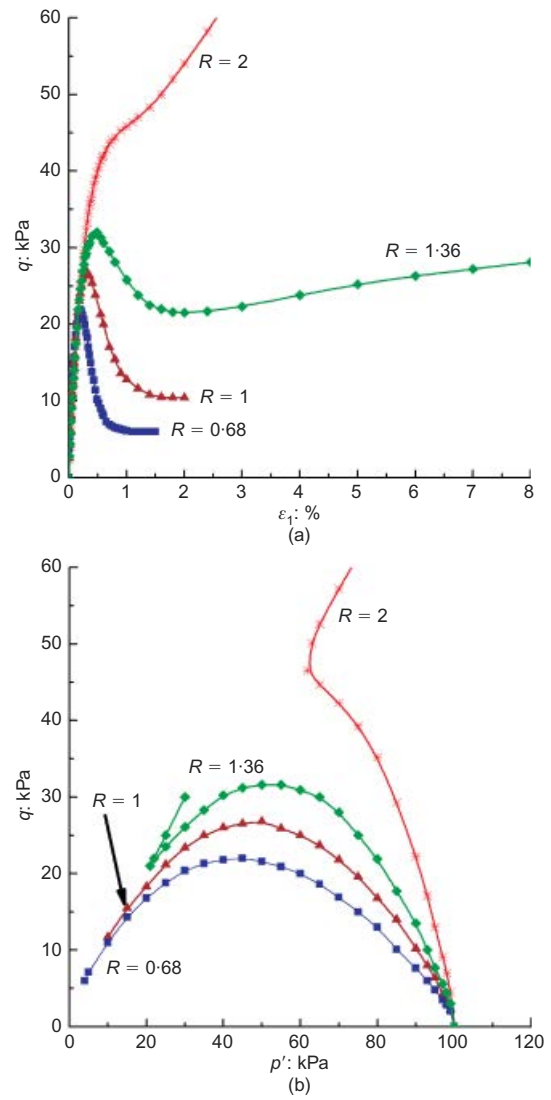 60
50
40
30
20
10
0
q: kPa
R = 2
R = 1·36
R = 1
R = 0·68
0 1 2 3 4 5 6 7 8
ε1: %
(a)
60
50
40
30
20
10
0
q: kPa
R = 2
R = 1·36
R = 1
R = 0·68
0 20 40 60 80 100 120
p′: kPa
(b)